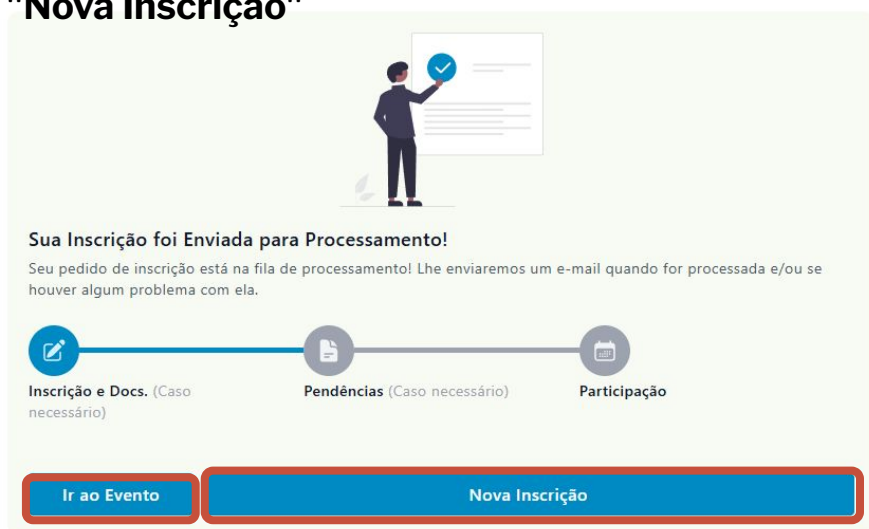 "Nova Inscrição"
Sua Inscrição foi Enviada para Processamento!
Seu pedido de inscrição está na fila de processamento! Lhe enviaremos um e-mail quando for processada e/ou se
houver algum problema com ela.
Inscrição e Docs. (Caso
necessário)
Pendências (Caso necessário)
Participação
Ir ao Evento
Nova Inscrição